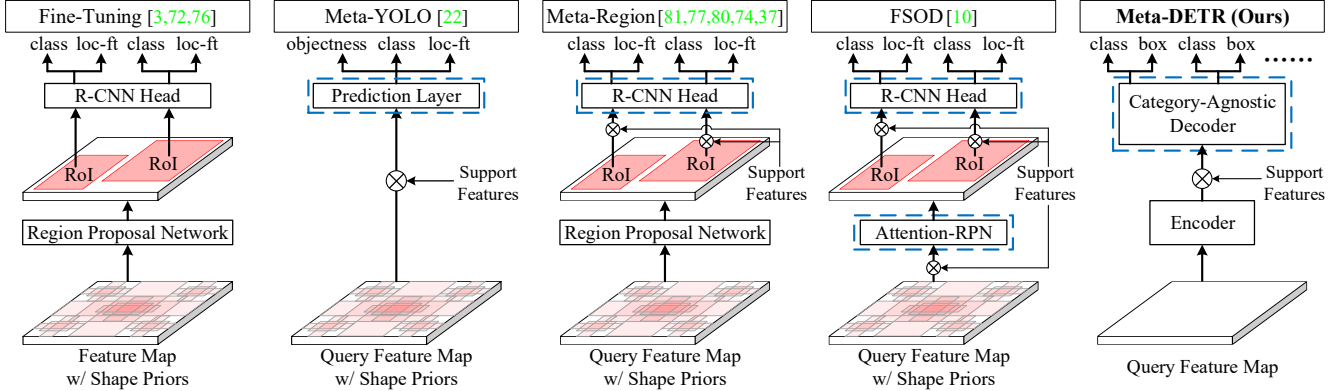 Fine-Tuning [3,72,76]
class loc-ft class loc-ft
R-CNN Head
RoI
RoI
Region Proposal Network
Feature Map
w/ Shape Priors
Meta-YOLO [22]
objectness class loc-ft
Prediction Layer
Support
Features
Query Feature Map
w/ Shape Priors
Meta-Region[81,77,80,74,37]
class loc-ft class loc-ft
R-CNN Head
RoI
RoI
Support
Features
Region Proposal Network
Query Feature Map
w/ Shape Priors
FSOD [10]
class loc-ft class loc-ft
R-CNN Head
RoI
RoI
Support
Features
Attention-RPN
Query Feature Map
w/ Shape Priors
Meta-DETR (Ours)
class box class box ......
Category-Agnostic
Decoder
Support
Features
Encoder
Query Feature Map